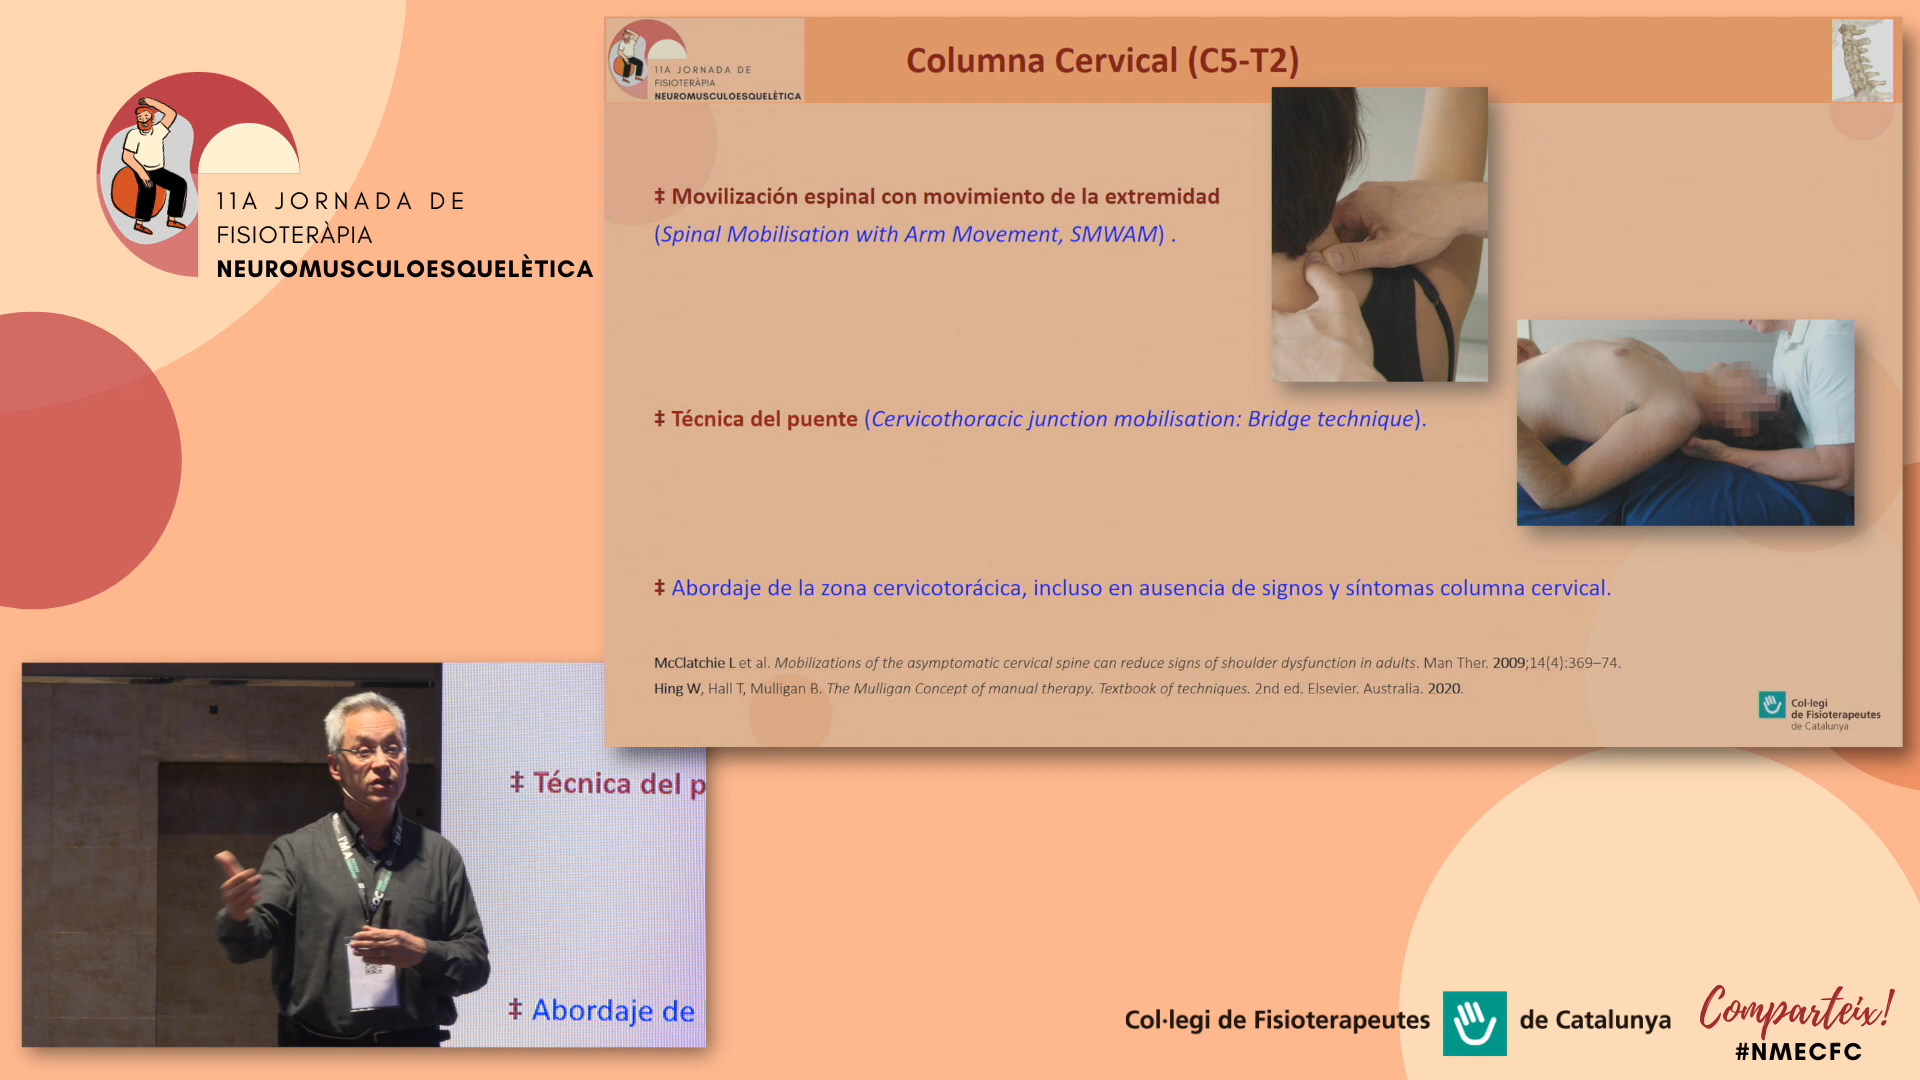 11A JORNADA DE
FISIOTERÀPIA
NEUROMUSCULOESQUELÈTICA
11A JORNADA DE
FISIOTERÀPIA
NEUROMUSCULOESQUELÈTICA
Columna Cervical (C5-T2)
‡ Movilización espinal con movimiento de la extremidad
(Spinal Mobilisation with Arm Movement, SMWAM) .
‡ Técnica del puente (Cervicothoracic junction mobilisation: Bridge technique).
‡ Abordaje de la zona cervicotorácica, incluso en ausencia de signos y síntomas columna cervical.
McClatchie L et al. Mobilizations of the asymptomatic cervical spine can reduce signs of shoulder dysfunction in adults. Man Ther. 2009;14(4):369–74.
Hing W, Hall T, Mulligan B. The Mulligan Concept of manual therapy. Textbook of techniques. 2nd ed. Elsevier. Australia. 2020.
Col·legi
de Fisioterapeutes
de Catalunya
‡ Técnica del p
‡ Abordaje de
Col·legi de Fisioterapeutes de Catalunya
Comparteix!
#NMECFC